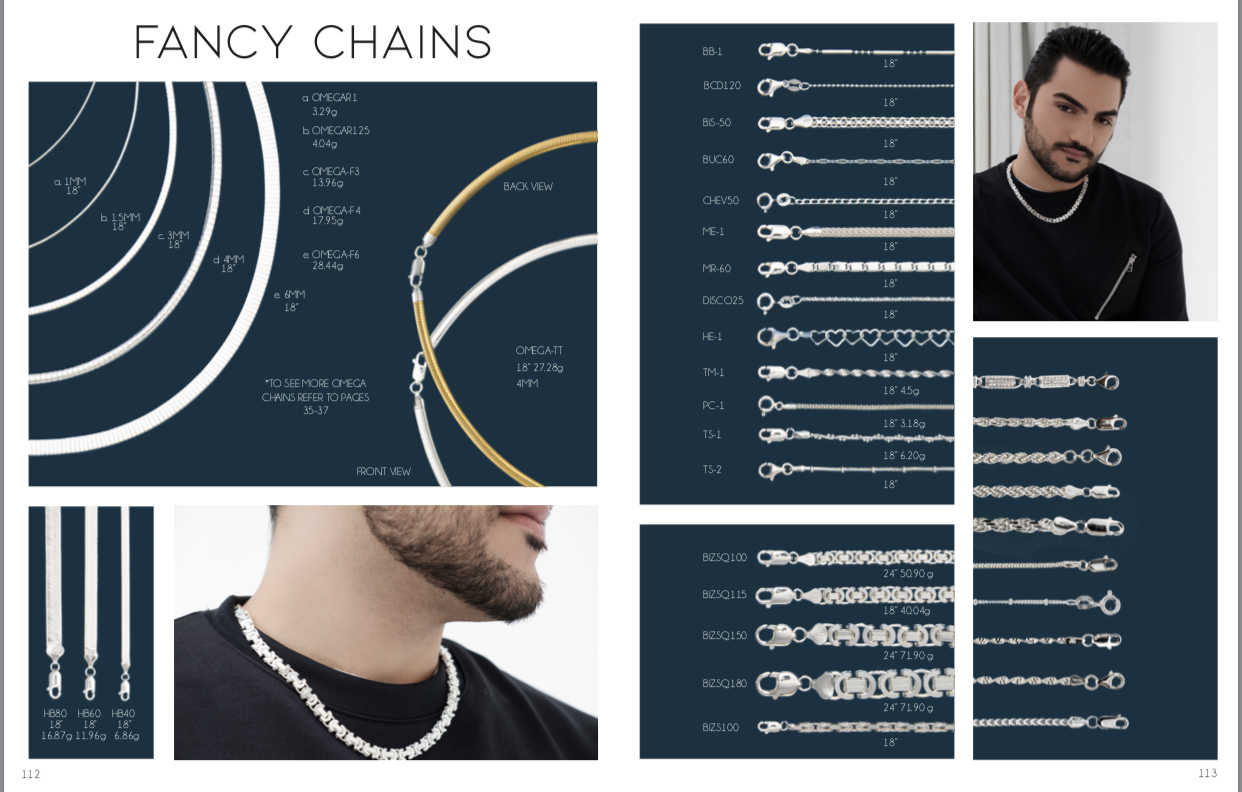 FANCY CHAINS
a. OMEGAR1
3.29g
b. OMEGAR125
4.04g
c. OMEGA-F3
13.96g
d. OMEGA-F4
17.95g
e. OMEGA-F6
28.44g
a. 1MM
18"
b. 1.5MM
18"
c. 3MM
18"
d. 4MM
18"
e. 6MM
18"
BACK VIEW
OMEGA-TT
18" 27.28g
4MM
*TO SEE MORE OMEGA
CHAINS REFER TO PAGES
35-37
FRONT VIEW
HB80
18"
16.87g
HB60
18"
11.96g
HB40
18"
6.86g
112
BB-1
18"
BCD120
18"
BIS-50
18"
BUC60
18"
CHEV50
18"
ME-1
18"
MR-60
18"
DISCO25
18"
HE-1
18"
TM-1
18" 4.5g
PC-1
18" 3.18g
TS-1
18" 6.20g
TS-2
18"
BIZSQ100
24" 50.90 g
BIZSQ115
18" 40.04g
BIZSQ150
24" 71.90 g
BIZSQ180
24" 71.90 g
BIZS100
18"
113